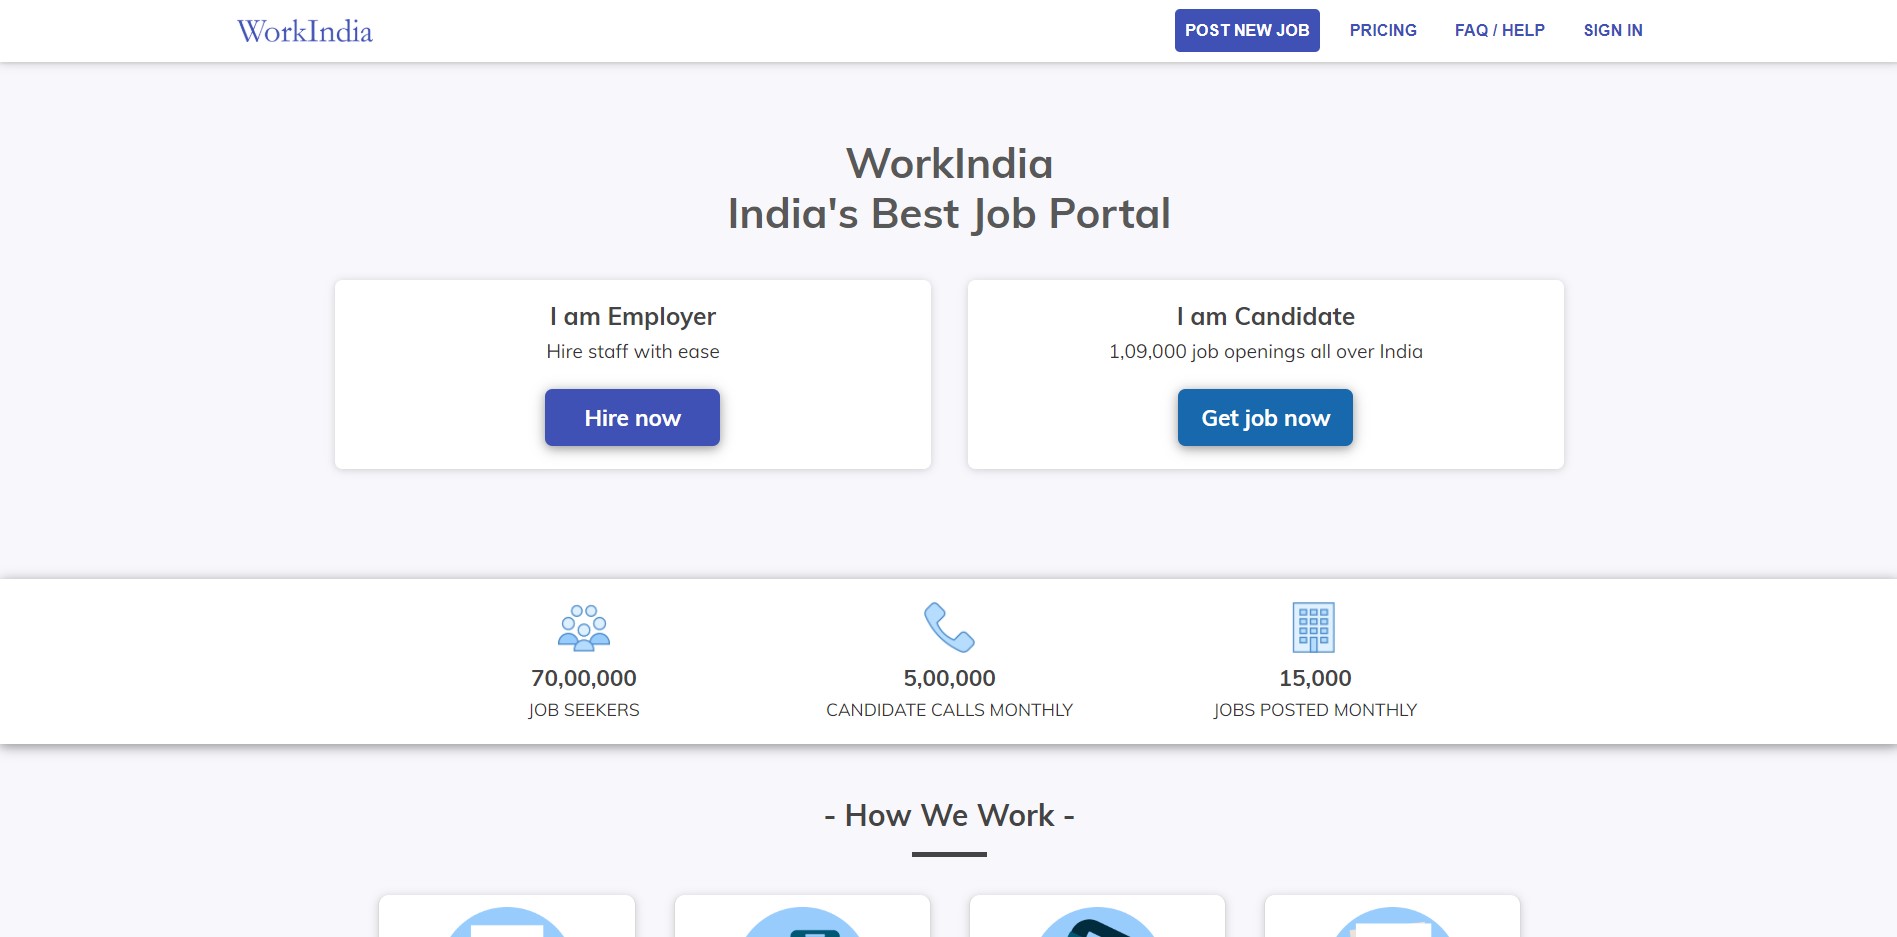 WorkIndia
POST NEW JOB
PRICING
FAQ / HELP
SIGN IN
WorkIndia
India's Best Job Portal
I am Employer
Hire staff with ease
Hire now
I am Candidate
1,09,000 job openings all over India
Get job now
70,00,000
JOB SEEKERS
5,00,000
CANDIDATE CALLS MONTHLY
15,000
JOBS POSTED MONTHLY
- How We Work -